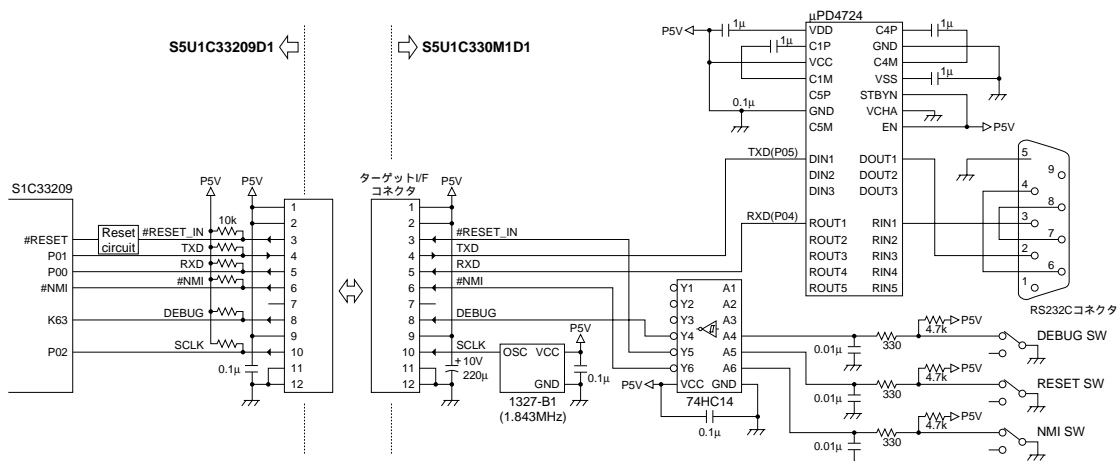 S5U1C33209D1
S5U1C330M1D1
S1C33209
#RESET
P01
P00
#NMI
K63
P02
Reset
circuit
P5V
10k
#RESET_IN
TXD
RXD
#NMI
DEBUG
SCLK
0.1μ
P5V
1
2
3
4
5
6
7
8
9
10
11
12
ターゲットI/F
コネクタ
1
2
3
4
5
6
7
8
9
10
11
12
P5V
#RESET_IN
TXD
RXD
#NMI
DEBUG
SCLK
+ 10V
220μ
OSC VCC
GND
1327-B1
(1.843MHz)
P5V
0.1μ
TXD(P05)
RXD(P04)
μPD4724
P5V
1μ
1μ
0.1μ
VDD
C1P
VCC
C1M
C5P
GND
C5M
DIN1
DIN2
DIN3
ROUT1
ROUT2
ROUT3
ROUT4
ROUT5
C4P
GND
C4M
VSS
STBYN
VCHA
EN
DOUT1
DOUT2
DOUT3
RIN1
RIN2
RIN3
RIN4
RIN5
1μ
1μ
P5V
5
9
4
8
3
7
2
6
1
RS232Cコネクタ
Y1 A1
Y2 A2
Y3 A3
Y4 A4
Y5 A5
Y6 A6
VCC GND
74HC14
P5V
0.1μ
0.01μ
330
4.7k
P5V
DEBUG SW
0.01μ
330
4.7k
P5V
RESET SW
0.01μ
330
4.7k
P5V
NMI SW